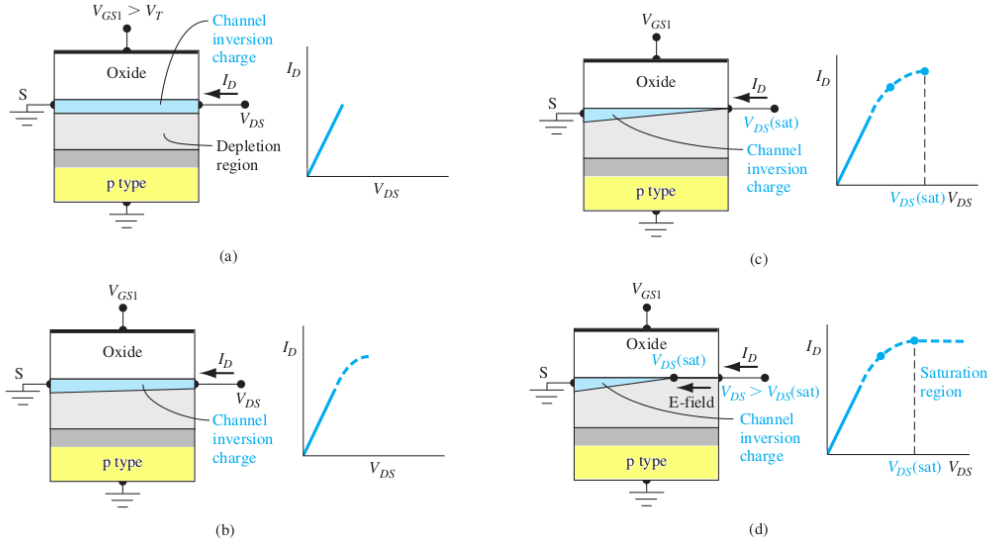 V_GS1 > V_T
Channel
inversion
charge
Oxide
S
I_D
V_DS
Depletion
region
p type
I_D
V_DS
(a)
V_GS1
Oxide
S
I_D
V_DS
Channel
inversion
charge
p type
I_D
V_DS
(b)
V_GS1
Oxide
S
I_D
V_DS(sat)
Channel
inversion
charge
p type
I_D
V_DS(sat) V_DS
(c)
V_GS1
Oxide
V_DS(sat)
I_D
S
E-field
V_DS > V_DS(sat)
Channel
inversion
charge
p type
I_D
Saturation
region
V_DS(sat) V_DS
(d)